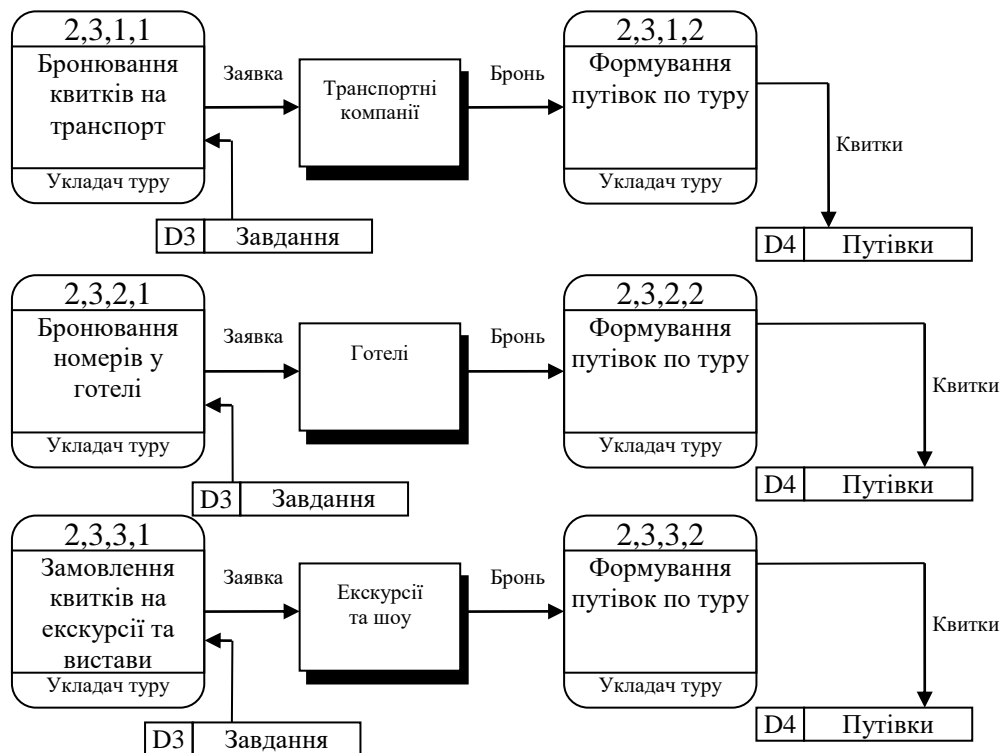 2,3,1,1
Бронювання
квитків на
транспорт
Укладач туру
Заявка
Транспортні
компанії
Бронь
2,3,1,2
Формування
путівок по туру
Укладач туру
Квитки
D3 Завдання
D4 Путівки
2,3,2,1
Бронювання
номерів у
готелі
Укладач туру
Заявка
Готелі
Бронь
2,3,2,2
Формування
путівок по туру
Укладач туру
Квитки
D3 Завдання
D4 Путівки
2,3,3,1
Замовлення
квитків на
екскурсії та
вистави
Укладач туру
Заявка
Екскурсії
та шоу
Бронь
2,3,3,2
Формування
путівок по туру
Укладач туру
Квитки
D3 Завдання
D4 Путівки